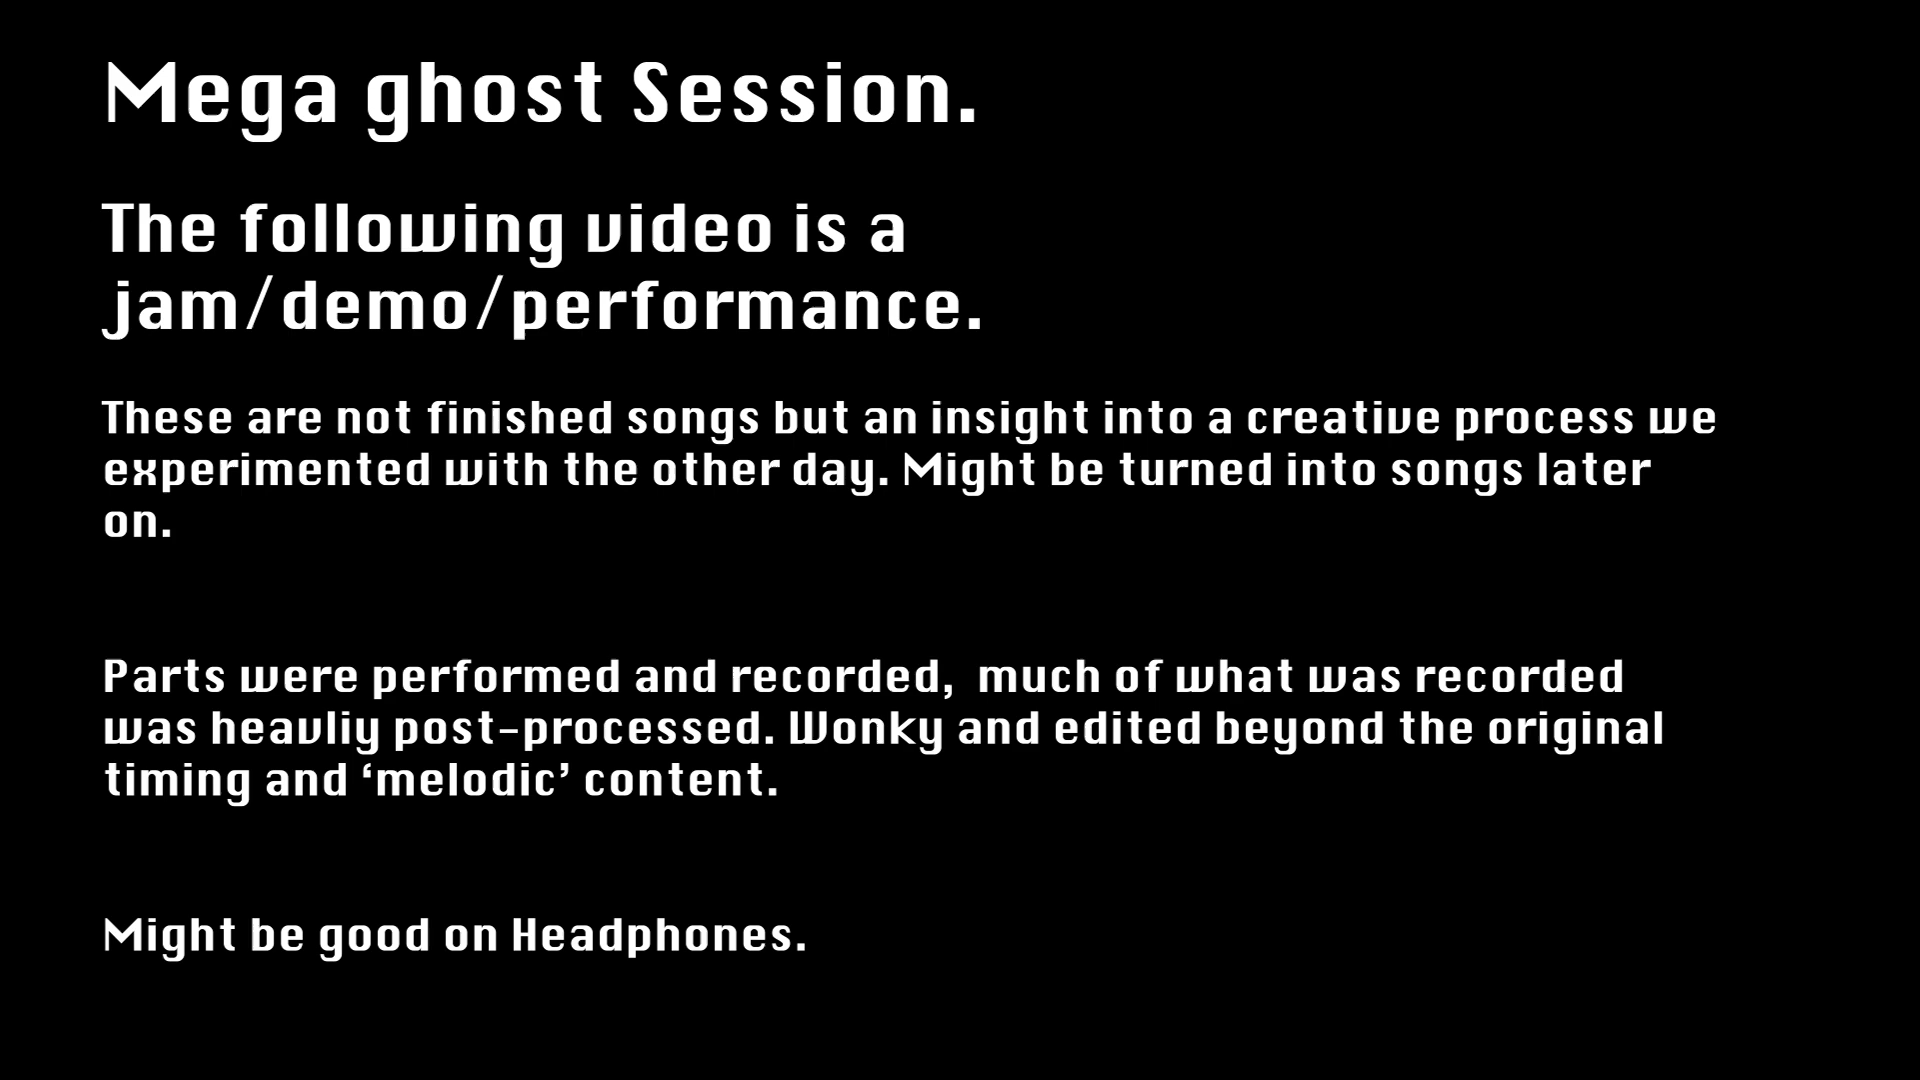 Mega ghost Session.
The following video is a
jam/demo/performance.
These are not finished songs but an insight into a creative process we
experimented with the other day. Might be turned into songs later
on.
Parts were performed and recorded,  much of what was recorded
was heavliy post-processed. Wonky and edited beyond the original
timing and ‘melodic’ content.
Might be good on Headphones.